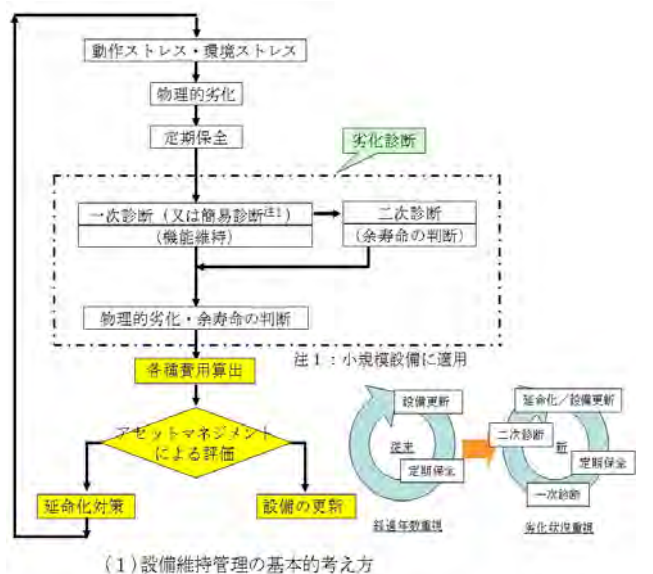 動作ストレス・環境ストレス
物理的劣化
定期保全
劣化診断
一次診断（又は簡易診断注1）
(機能維持)
二次診断
(余寿命の判断)
物理的劣化・余寿命の判断
注1：小規模設備に適用
各種費用算出
アセットマネジメント
による評価
延命化対策
設備の更新
設備更新
従来
定期保全
経過年数重視
延命化／設備更新
二次診断
新
定期保全
一次診断
劣化状況重視
(1)設備維持管理の基本的考え方